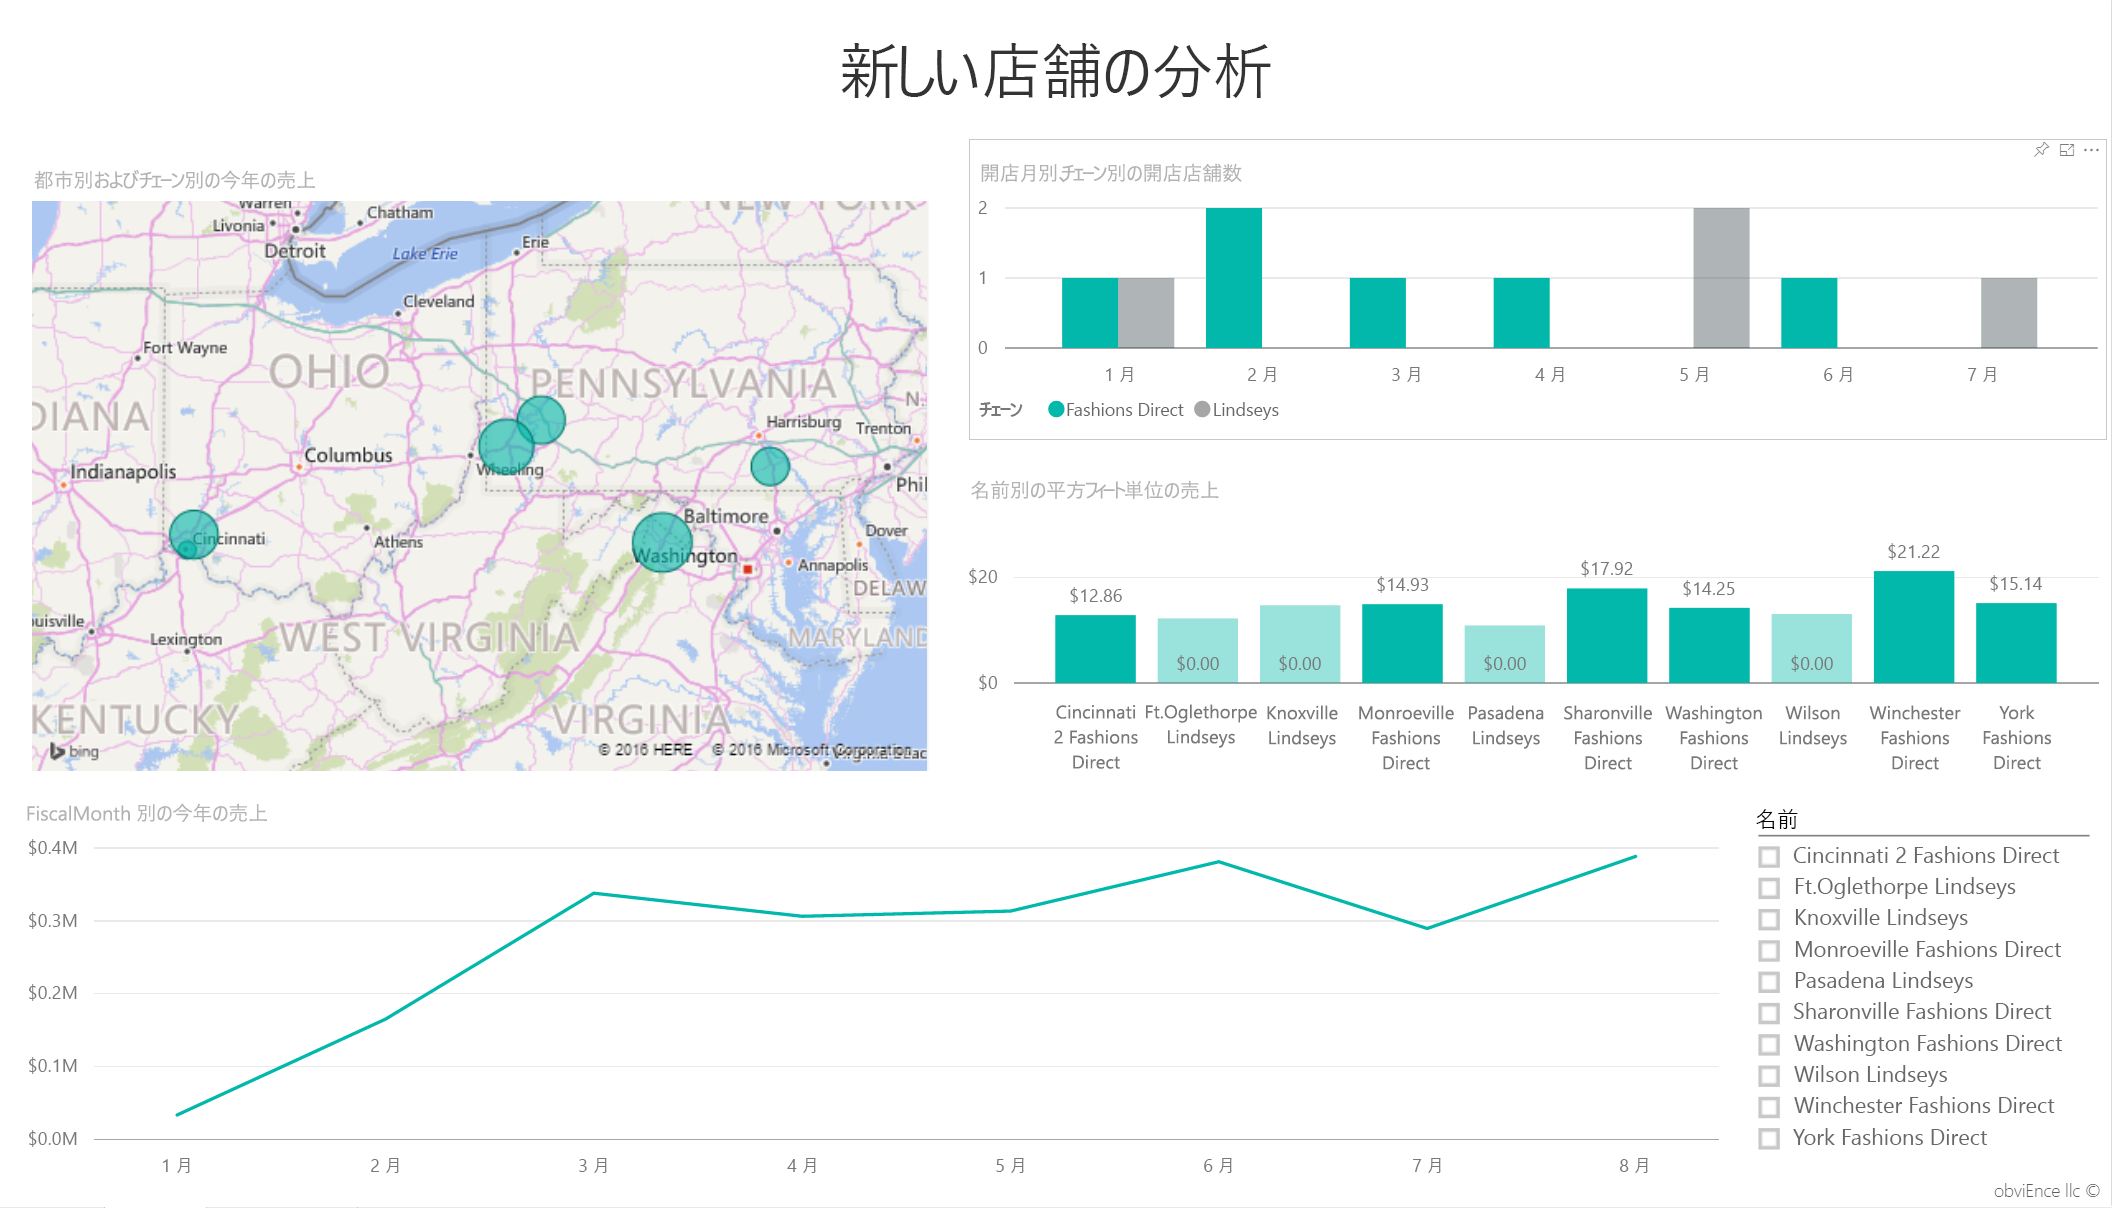 新しい店舗の分析
都市別およびチェーン別の今年の売上
Warren
Chatham
Livonia
Detroit
Lake Erie
Erie
NEW YORK
Cleveland
Fort Wayne
OHIO
PENNSYLVANIA
N.
DIANA
Harrisburg
Trenton
Columbus
Indianapolis
Wheeling
Phil
Baltimore
Cincinnati
Athens
Washington
Dover
Annapolis
DELAW
uisville
Lexington
WEST VIRGINIA
MARYLAND
KENTUCKY
VIRGINIA
bing
© 2016 HERE © 2016 Microsoft Corporation
Virginia Beac
開店月別,チェーン別の開店店舗数
2
1
0
1 月 2 月 3 月 4 月 5 月 6 月 7 月
チェーン Fashions Direct Lindseys
名前別の平方フィート単位の売上
$20
$0
$12.86 $0.00 $0.00 $14.93 $0.00 $17.92 $14.25 $0.00 $21.22 $15.14
Cincinnati Ft.Oglethorpe Knoxville Monroeville Pasadena Sharonville Washington Wilson Winchester York
2 Fashions Lindseys Lindseys Fashions Lindseys Fashions Fashions Lindseys Fashions Fashions
Direct Direct Direct Direct Direct Direct
FiscalMonth 別の今年の売上
$0.4M
$0.3M
$0.2M
$0.1M
$0.0M
1 月 2 月 3 月 4 月 5 月 6 月 7 月 8 月
名前
Cincinnati 2 Fashions Direct
Ft.Oglethorpe Lindseys
Knoxville Lindseys
Monroeville Fashions Direct
Pasadena Lindseys
Sharonville Fashions Direct
Washington Fashions Direct
Wilson Lindseys
Winchester Fashions Direct
York Fashions Direct
obviEnce llc ©